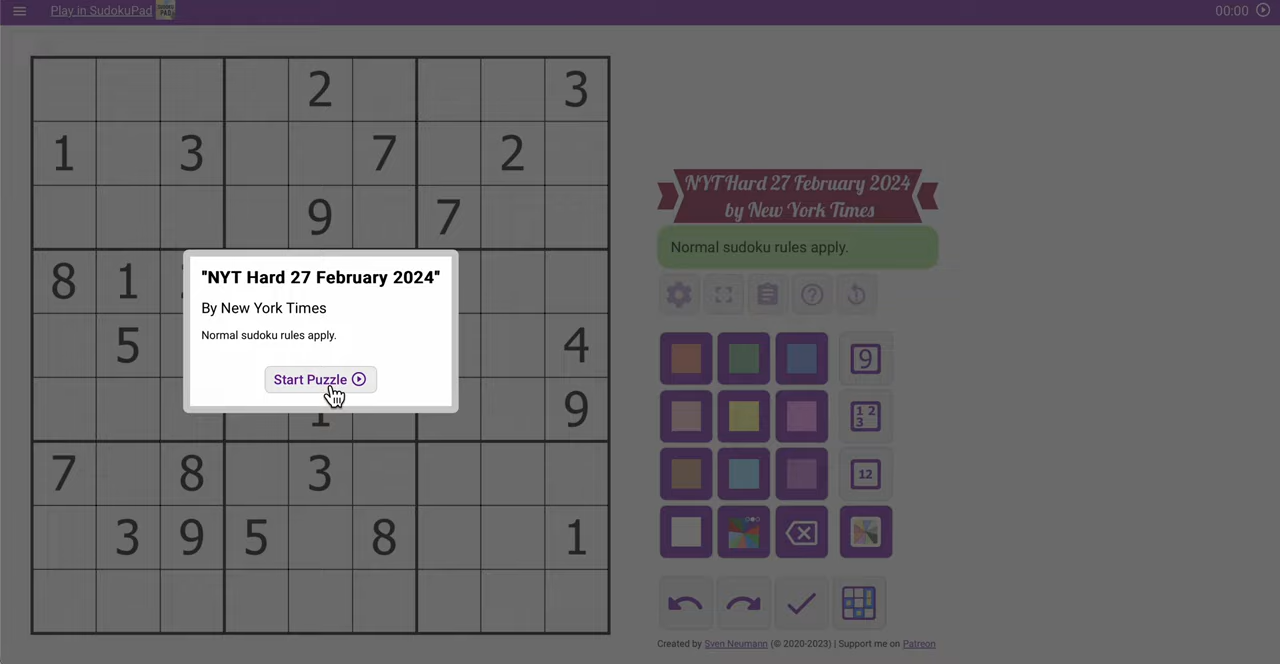 Play in SudokuPad
00:00
2 3
1 3 7 2
9 7
8 1
5 4
1 9
7 8 3
3 9 5 8 1
"NYT Hard 27 February 2024"
By New York Times
Normal sudoku rules apply.
Start Puzzle
NYT Hard 27 February 2024
by New York Times
Normal sudoku rules apply.
9
1 2
3
12
Created by Sven Neumann (© 2020-2023) | Support me on Patreon